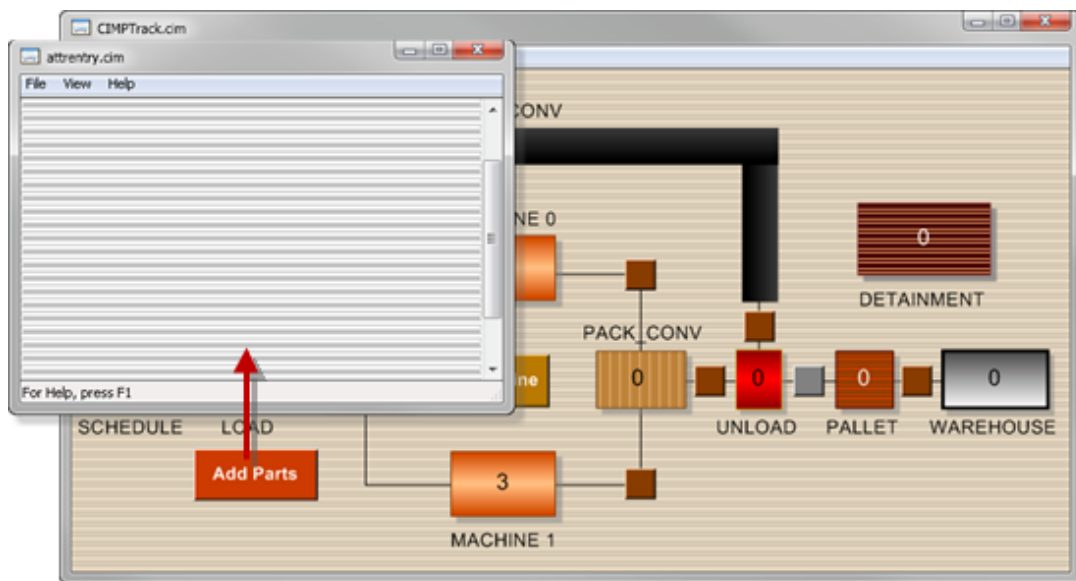 CIMPTrack.cim
attrentry.cim
File View Help
CONV
NE 0
0
DETAINMENT
PACK_CONV
ne
0
0
0
0
For Help, press F1
SCHEDULE LOAD
UNLOAD PALLET WAREHOUSE
Add Parts
3
MACHINE 1